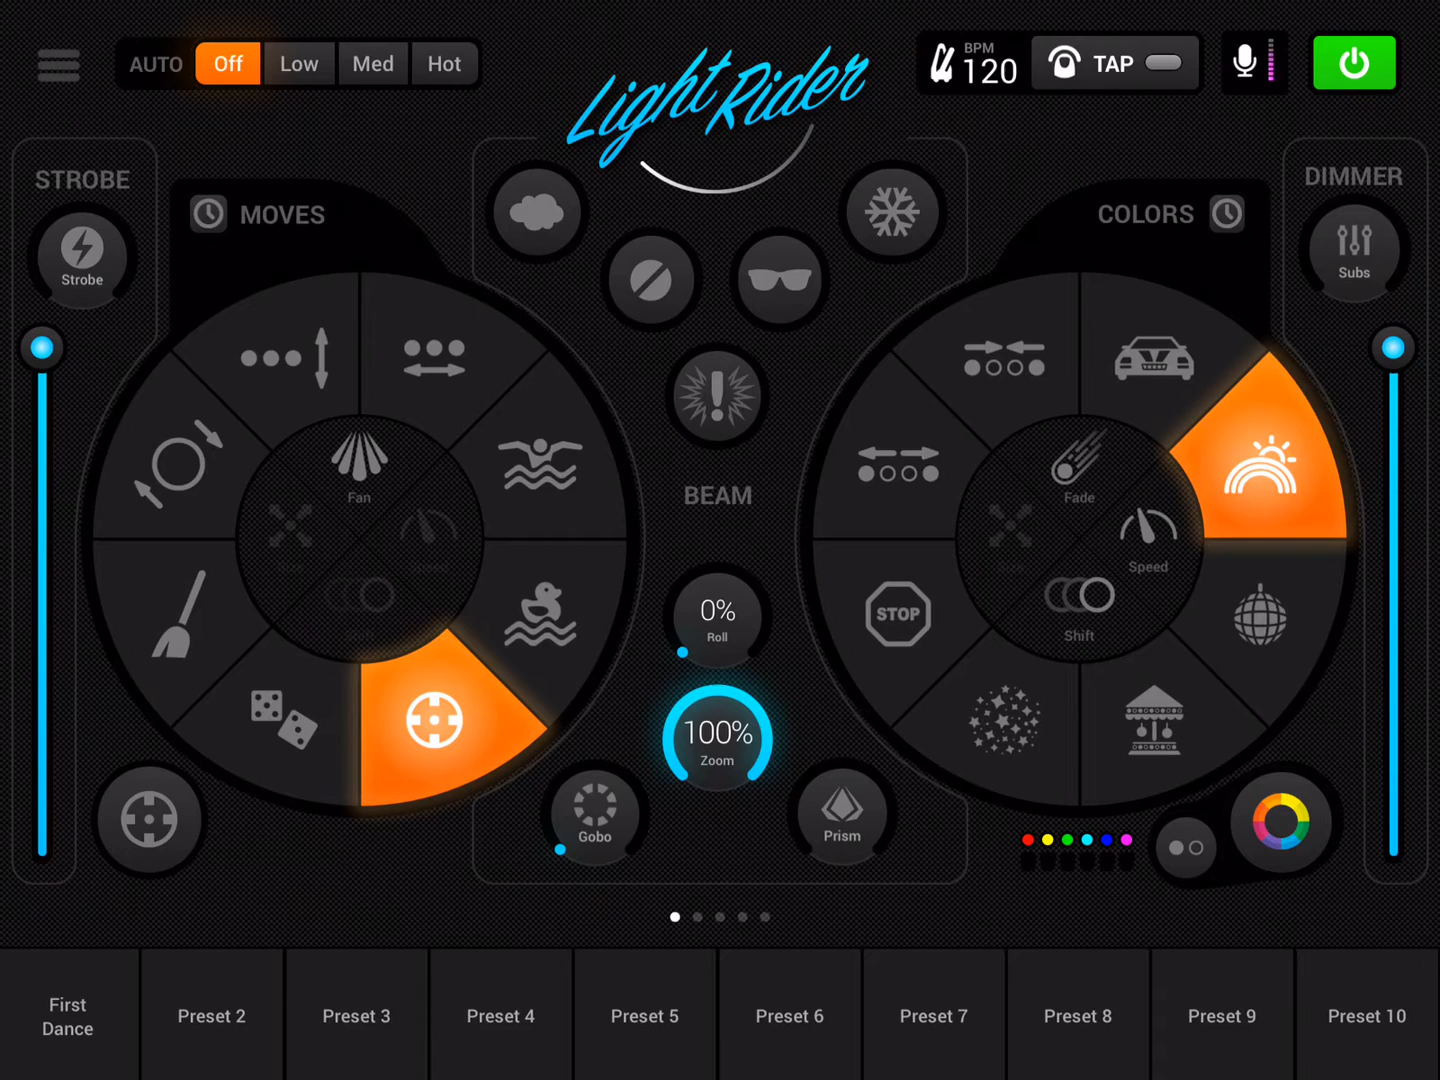 AUTO Off Low Med Hot
Light Rider
BPM
120
TAP
STROBE
Strobe
MOVES
COLORS
DIMMER
Subs
Fan
Fade
Speed
Shift
STOP
BEAM
0%
Roll
100%
Zoom
Gobo
Prism
First
Dance
Preset 2
Preset 3
Preset 4
Preset 5
Preset 6
Preset 7
Preset 8
Preset 9
Preset 10